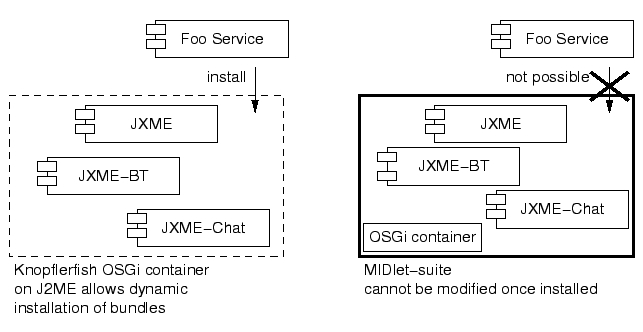 Foo Service
install
JXME
JXME-BT
JXME-Chat
Knopflerfish OSGi container
on J2ME allows dynamic
installation of bundles
Foo Service
not possible
JXME
JXME-BT
JXME-Chat
OSGi container
MIDlet-suite
cannot be modified once installed